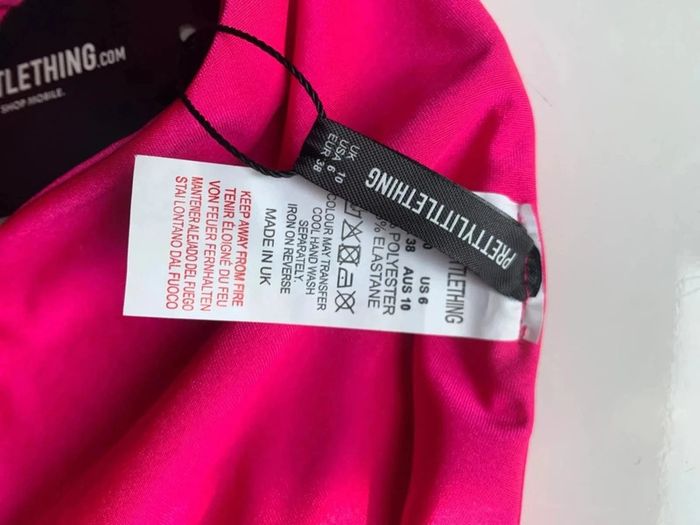 TLETHING.COM
SHOP MOBILE.
PRETTYLITTLETHING
UK 10
USA 6
EUR 38
TLETHING
US 6
38 AUS 10
POLYESTER
% ELASTANE
COLOUR MAY TRANSFER
COOL HAND WASH
SEPARATELY.
IRON ON REVERSE
MADE IN UK
KEEP AWAY FROM FIRE
TENIR ÉLOIGNÉ DU FEU
VON FEUER FERNHALTEN
MANTENER ALEJADO DEL FUEGO
STAI LONTANO DAL FUOCO